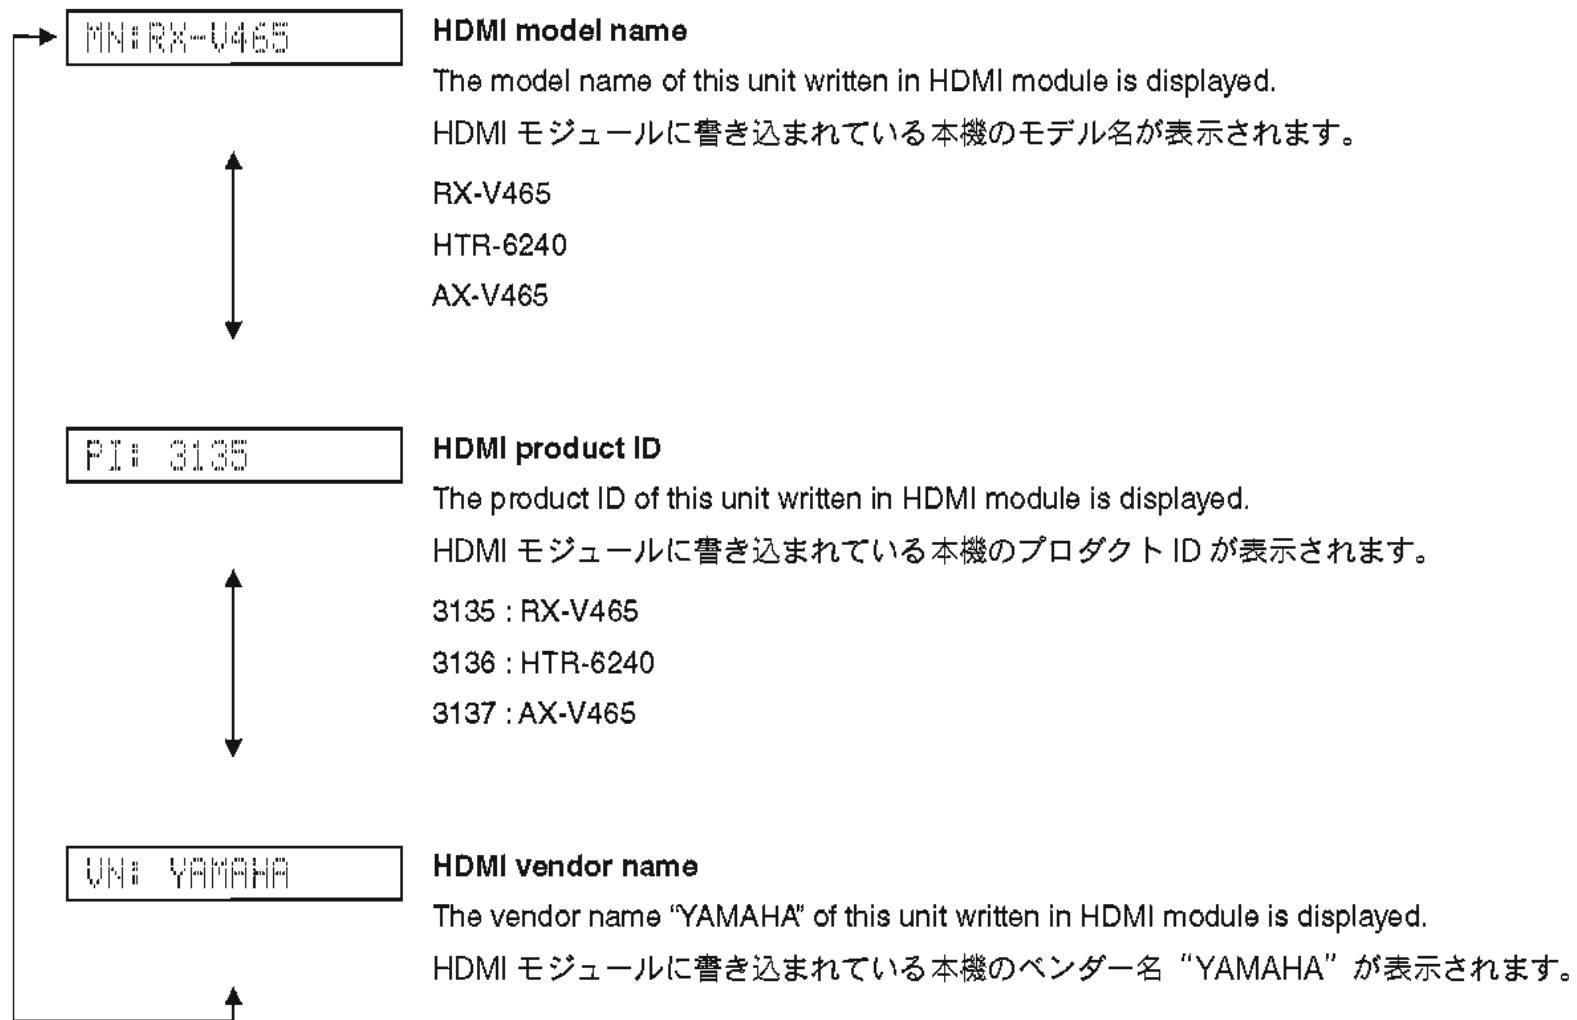 MN:RX-V465
HDMI model name
The model name of this unit written in HDMI module is displayed.
HDMI モジュールに書き込まれている本機のモデル名が表示されます。
RX-V465
HTR-6240
AX-V465
PI: 3135
HDMI product ID
The product ID of this unit written in HDMI module is displayed.
HDMI モジュールに書き込まれている本機のプロダクト ID が表示されます。
3135 : RX-V465
3136 : HTR-6240
3137 : AX-V465
VN: YAMAHA
HDMI vendor name
The vendor name “YAMAHA” of this unit written in HDMI module is displayed.
HDMI モジュールに書き込まれている本機のベンダー名 “YAMAHA” が表示されます。